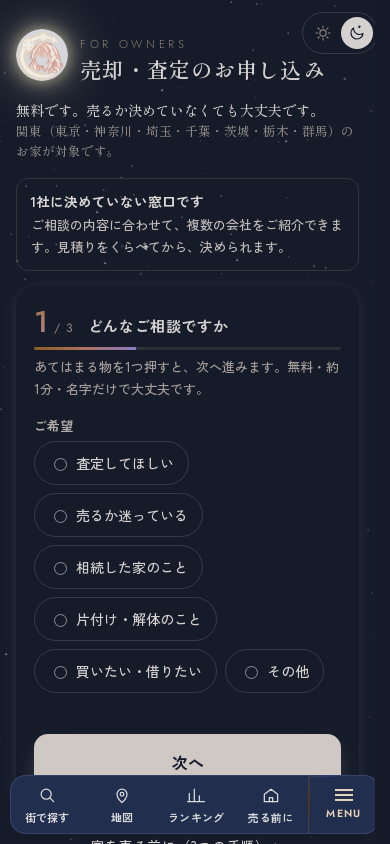 FOR OWNERS
売却・査定のお申し込み
無料です。売るか決めていなくても大丈夫です。
関東（東京・神奈川・埼玉・千葉・茨城・栃木・群馬）の
お家が対象です。
1社に決めていない窓口です
ご相談の内容に合わせて、複数の会社をご紹介できま
す。見積りをくらべてから、決められます。
1 / 3 どんなご相談ですか
あてはまる物を1つ押すと、次へ進みます。無料・約
1分・名字だけで大丈夫です。
ご希望
査定してほしい
売るか迷っている
相続した家のこと
片付け・解体のこと
買いたい・借りたい その他
次へ
街で探す 地図 ランキング 売る前に MENU